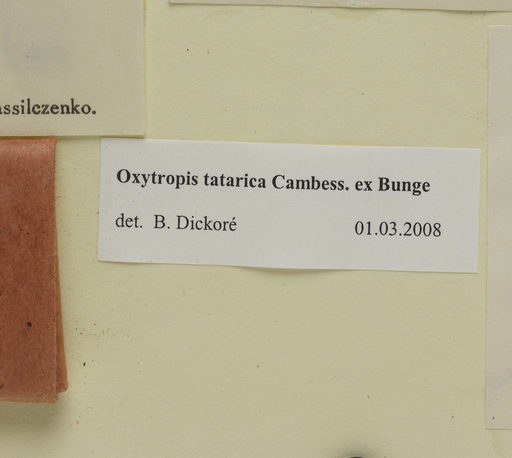 assilczenko.
Oxytropis tatarica Cambess. ex Bunge
det. B. Dickoré 01.03.2008